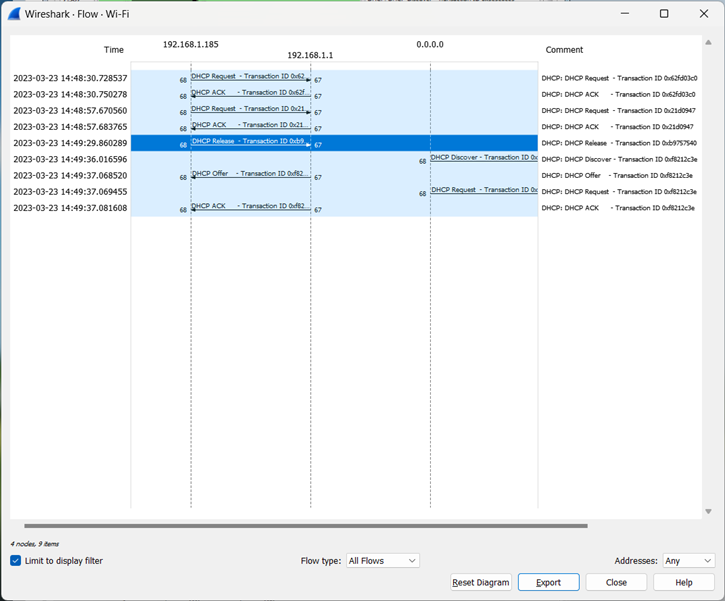 Wireshark · Flow · Wi-Fi
Time 192.168.1.185 192.168.1.1 0.0.0.0 Comment
2023-03-23 14:48:30.728537 68 DHCP Request - Transaction ID 0x62... 67 DHCP: DHCP Request - Transaction ID 0x62fd03c0
2023-03-23 14:48:30.750278 68 DHCP ACK - Transaction ID 0x62f... 67 DHCP: DHCP ACK - Transaction ID 0x62fd03c0
2023-03-23 14:48:57.670560 68 DHCP Request - Transaction ID 0x21... 67 DHCP: DHCP Request - Transaction ID 0x21d0947
2023-03-23 14:48:57.683765 68 DHCP ACK - Transaction ID 0x21... 67 DHCP: DHCP ACK - Transaction ID 0x21d0947
2023-03-23 14:49:29.860289 68 DHCP Release - Transaction ID 0xb9... 67 DHCP: DHCP Release - Transaction ID 0xb9757540
2023-03-23 14:49:36.016596 68 DHCP Discover - Transaction ID 0x DHCP: DHCP Discover - Transaction ID 0xf8212c3e
2023-03-23 14:49:37.068520 68 DHCP Offer - Transaction ID 0xf82... 67 DHCP: DHCP Offer - Transaction ID 0xf8212c3e
2023-03-23 14:49:37.069455 68 DHCP Request - Transaction ID 0x DHCP: DHCP Request - Transaction ID 0xf8212c3e
2023-03-23 14:49:37.081608 68 DHCP ACK - Transaction ID 0xf82... 67 DHCP: DHCP ACK - Transaction ID 0xf8212c3e
4 nodes, 9 items
Limit to display filter Flow type: All Flows Addresses: Any
Reset Diagram Export Close Help